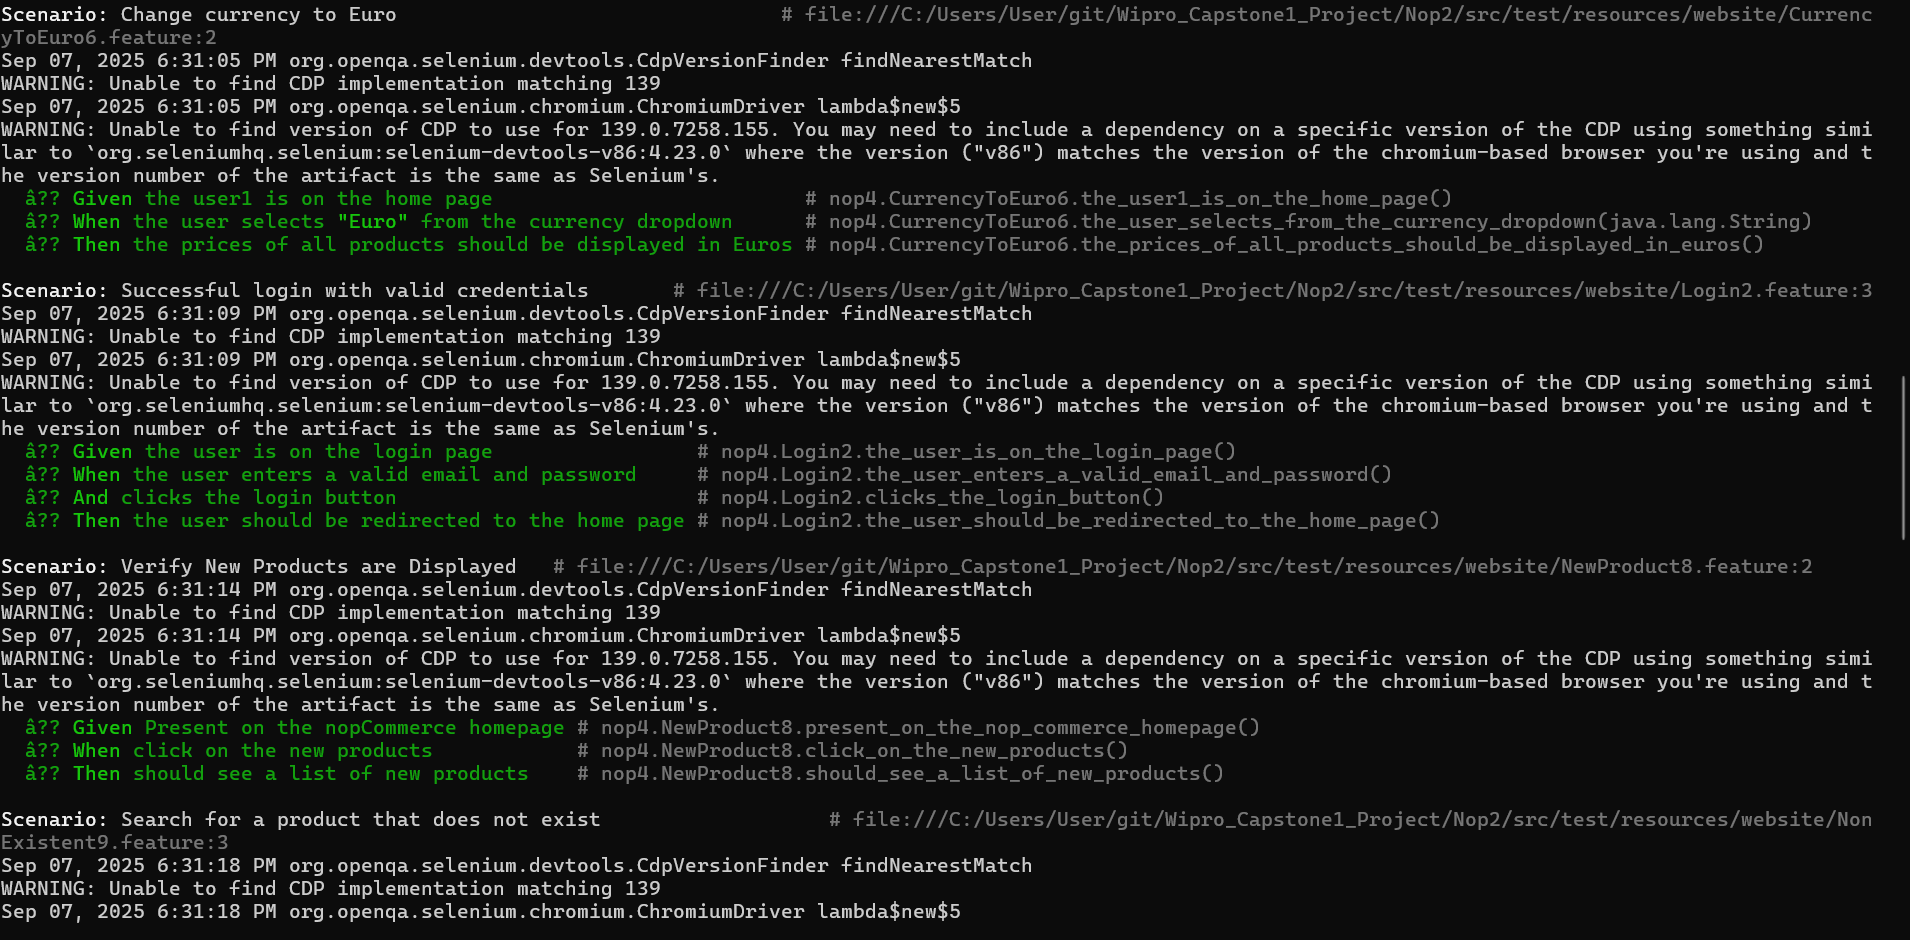 Scenario: Change currency to Euro # file:///C:/Users/User/git/Wipro_Capstone1_Project/Nop2/src/test/resources/website/Currenc
yToEuro6.feature:2
Sep 07, 2025 6:31:05 PM org.openqa.selenium.devtools.CdpVersionFinder findNearestMatch
WARNING: Unable to find CDP implementation matching 139
Sep 07, 2025 6:31:05 PM org.openqa.selenium.chromium.ChromiumDriver lambda$new$5
WARNING: Unable to find version of CDP to use for 139.0.7258.155. You may need to include a dependency on a specific version of the CDP using something simi
lar to `org.seleniumhq.selenium:selenium-devtools-v86:4.23.0` where the version ("v86") matches the version of the chromium-based browser you're using and t
he version number of the artifact is the same as Selenium's.
â?? Given the user1 is on the home page # nop4.CurrencyToEuro6.the_user1_is_on_the_home_page()
â?? When the user selects "Euro" from the currency dropdown # nop4.CurrencyToEuro6.the_user_selects_from_the_currency_dropdown(java.lang.String)
â?? Then the prices of all products should be displayed in Euros # nop4.CurrencyToEuro6.the_prices_of_all_products_should_be_displayed_in_euros()
Scenario: Successful login with valid credentials # file:///C:/Users/User/git/Wipro_Capstone1_Project/Nop2/src/test/resources/website/Login2.feature:3
Sep 07, 2025 6:31:09 PM org.openqa.selenium.devtools.CdpVersionFinder findNearestMatch
WARNING: Unable to find CDP implementation matching 139
Sep 07, 2025 6:31:09 PM org.openqa.selenium.chromium.ChromiumDriver lambda$new$5
WARNING: Unable to find version of CDP to use for 139.0.7258.155. You may need to include a dependency on a specific version of the CDP using something simi
lar to `org.seleniumhq.selenium:selenium-devtools-v86:4.23.0` where the version ("v86") matches the version of the chromium-based browser you're using and t
he version number of the artifact is the same as Selenium's.
â?? Given the user is on the login page # nop4.Login2.the_user_is_on_the_login_page()
â?? When the user enters a valid email and password # nop4.Login2.the_user_enters_a_valid_email_and_password()
â?? And clicks the login button # nop4.Login2.clicks_the_login_button()
â?? Then the user should be redirected to the home page # nop4.Login2.the_user_should_be_redirected_to_the_home_page()
Scenario: Verify New Products are Displayed # file:///C:/Users/User/git/Wipro_Capstone1_Project/Nop2/src/test/resources/website/NewProduct8.feature:2
Sep 07, 2025 6:31:14 PM org.openqa.selenium.devtools.CdpVersionFinder findNearestMatch
WARNING: Unable to find CDP implementation matching 139
Sep 07, 2025 6:31:14 PM org.openqa.selenium.chromium.ChromiumDriver lambda$new$5
WARNING: Unable to find version of CDP to use for 139.0.7258.155. You may need to include a dependency on a specific version of the CDP using something simi
lar to `org.seleniumhq.selenium:selenium-devtools-v86:4.23.0` where the version ("v86") matches the version of the chromium-based browser you're using and t
he version number of the artifact is the same as Selenium's.
â?? Given Present on the nopCommerce homepage # nop4.NewProduct8.present_on_the_nop_commerce_homepage()
â?? When click on the new products # nop4.NewProduct8.click_on_the_new_products()
â?? Then should see a list of new products # nop4.NewProduct8.should_see_a_list_of_new_products()
Scenario: Search for a product that does not exist # file:///C:/Users/User/git/Wipro_Capstone1_Project/Nop2/src/test/resources/website/Non
Existent9.feature:3
Sep 07, 2025 6:31:18 PM org.openqa.selenium.devtools.CdpVersionFinder findNearestMatch
WARNING: Unable to find CDP implementation matching 139
Sep 07, 2025 6:31:18 PM org.openqa.selenium.chromium.ChromiumDriver lambda$new$5